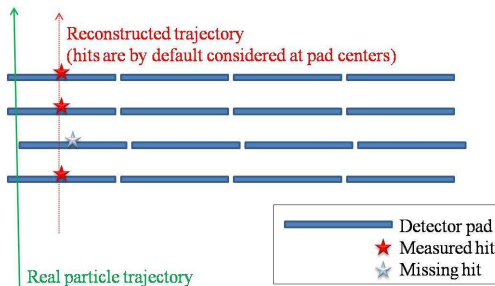 Reconstructed trajectory
(hits are by default considered at pad centers)
Detector pad
Measured hit
Missing hit
Real particle trajectory